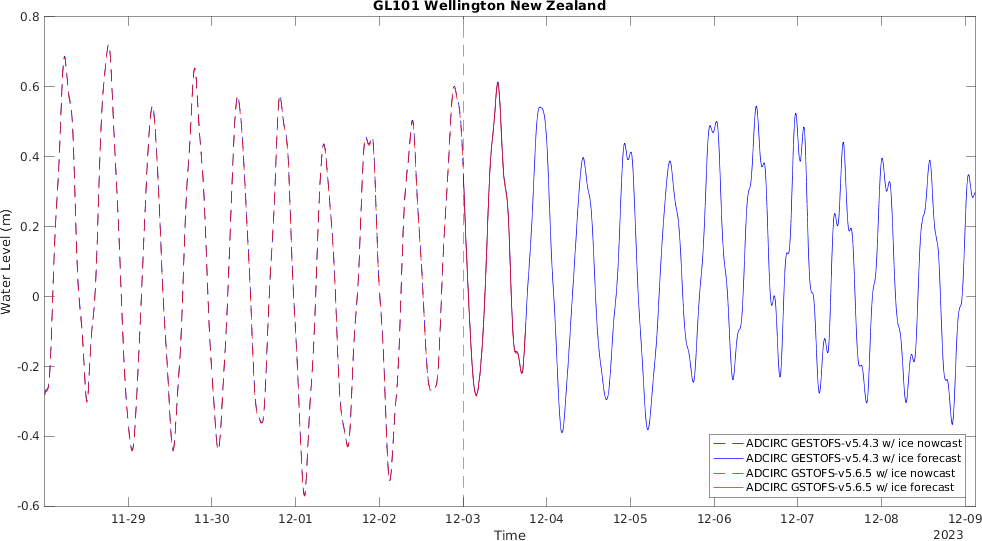 GL101 Wellington New Zealand
0.8
0.6
0.4
0.2
0
-0.2
-0.4
-0.6
Water Level (m)
11-29
11-30
12-01
12-02
12-03
12-04
12-05
12-06
12-07
12-08
12-09
2023
Time
ADCIRC GESTOFS-v5.4.3 w/ ice nowcast
ADCIRC GESTOFS-v5.4.3 w/ ice forecast
ADCIRC GSTOFS-v5.6.5 w/ ice nowcast
ADCIRC GSTOFS-v5.6.5 w/ ice forecast